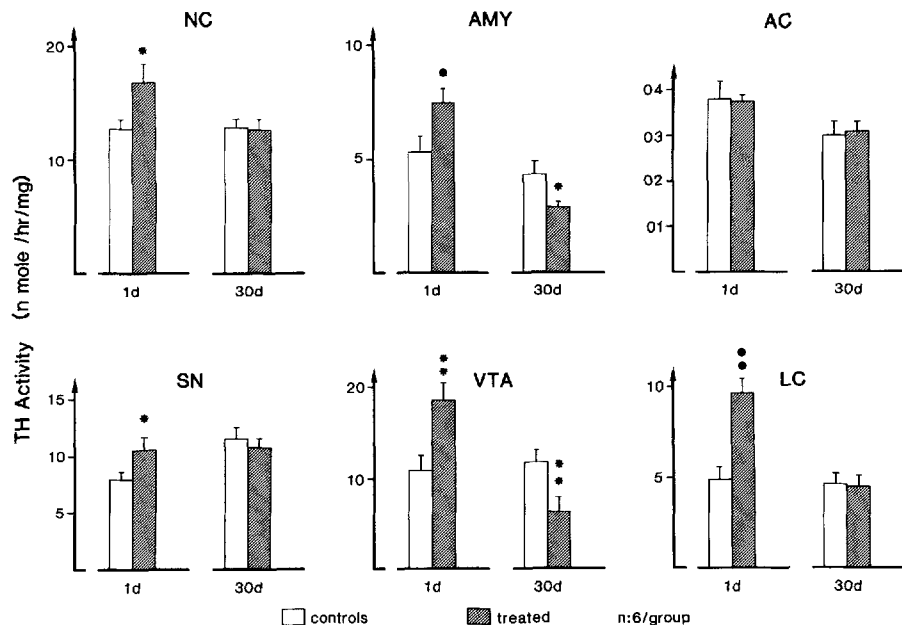 NC
AMY
AC
20
10
1d
30d
10
5
1d
30d
04
03
02
01
1d
30d
TH Activity (n mole /hr/mg)
SN
VTA
LC
15
10
5
1d
30d
20
10
1d
30d
10
5
1d
30d
controls
treated
n:6/group